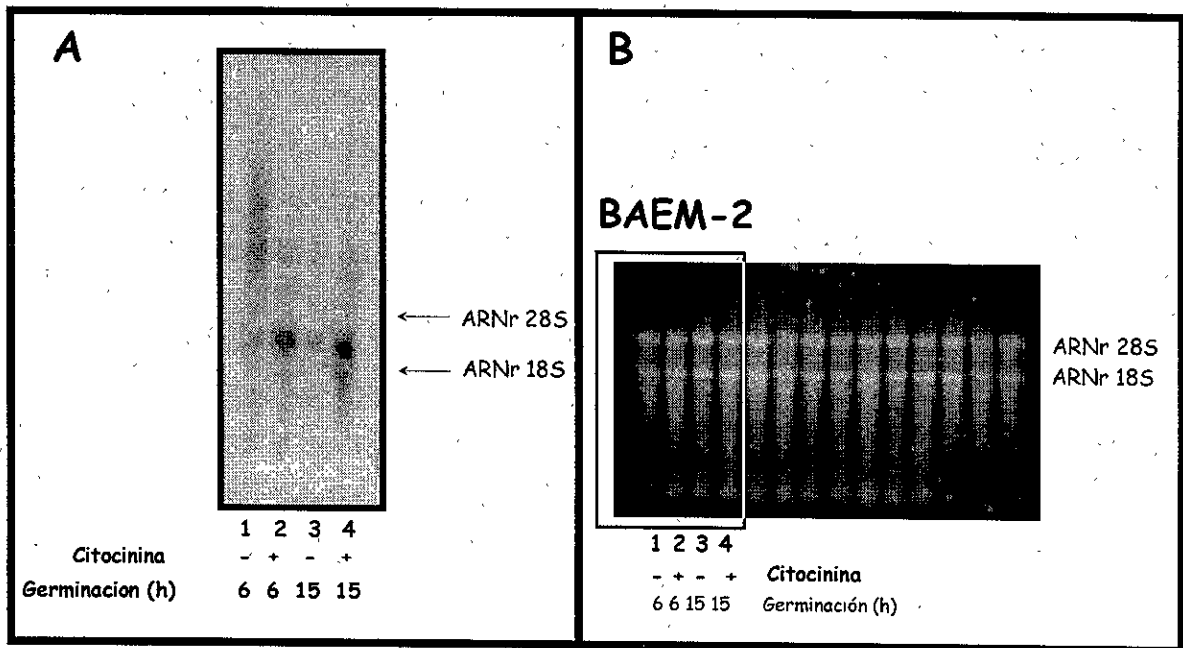 A
ARNr 28S
ARNr 18S
1 2 3 4
Citocinina - + - +
Germinacion (h) 6 6 15 15
B
BAEM-2
ARNr 28S
ARNr 18S
1 2 3 4
- + - + Citocinina
6 6 15 15 Germinación (h)